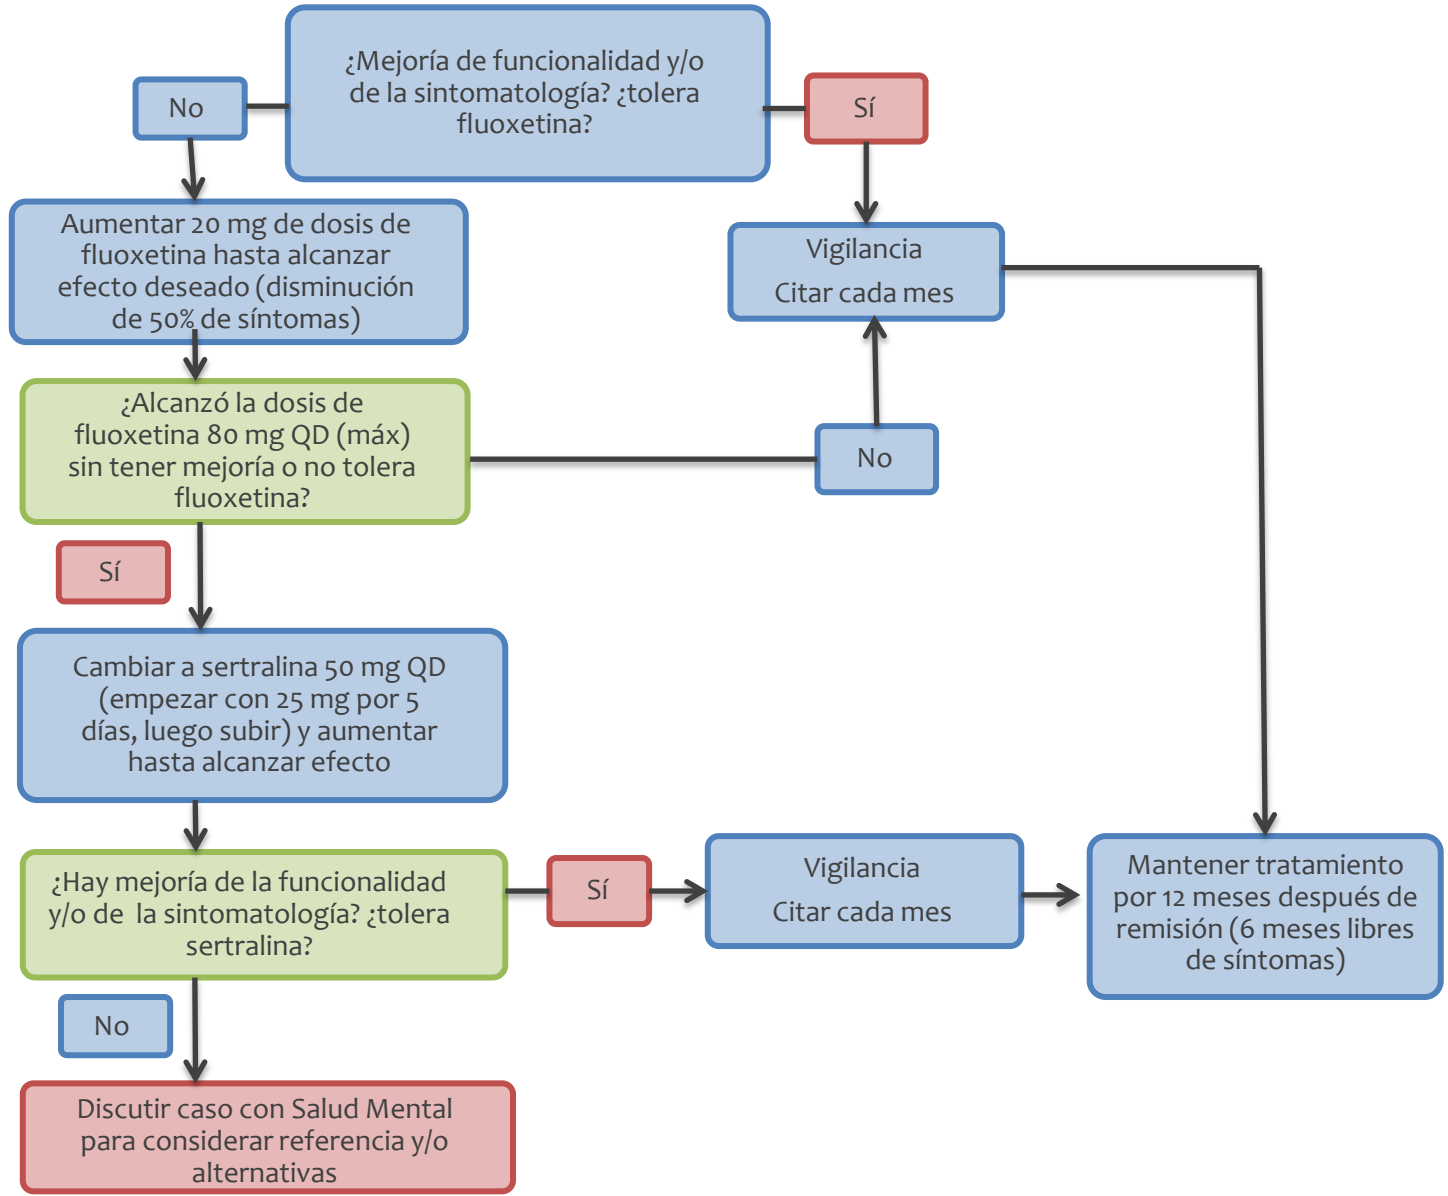 ¿Mejoría de funcionalidad y/o
de la sintomatología? ¿tolera
fluoxetina?
No
Sí
Aumentar 20 mg de dosis de
fluoxetina hasta alcanzar
efecto deseado (disminución
de 50% de síntomas)
Vigilancia
Citar cada mes
¿Alcanzó la dosis de
fluoxetina 80 mg QD (máx)
sin tener mejoría o no tolera
fluoxetina?
No
Sí
Cambiar a sertralina 50 mg QD
(empezar con 25 mg por 5
días, luego subir) y aumentar
hasta alcanzar efecto
¿Hay mejoría de la funcionalidad
y/o de la sintomatología? ¿tolera
sertralina?
Sí
Vigilancia
Citar cada mes
Mantener tratamiento
por 12 meses después de
remisión (6 meses libres
de síntomas)
No
Discutir caso con Salud Mental
para considerar referencia y/o
alternativas